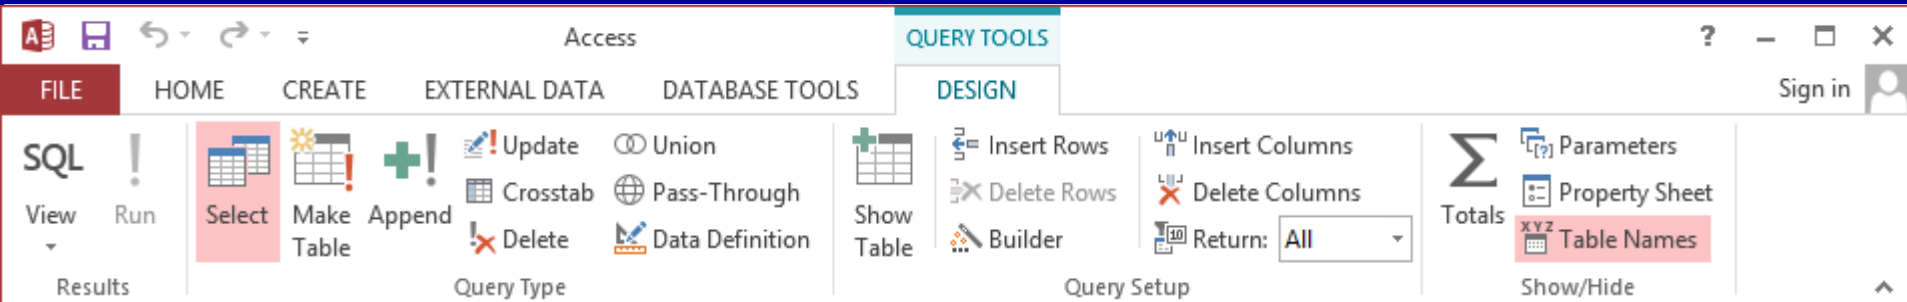 Access QUERY TOOLS ?
FILE HOME CREATE EXTERNAL DATA DATABASE TOOLS DESIGN Sign in
SQL
View
Run
Select
Make
Table
Append
Update
Crosstab
Delete
Union
Pass-Through
Data Definition
Show
Table
Insert Rows
Delete Rows
Builder
Insert Columns
Delete Columns
10 Return: All
Totals
Parameters
Property Sheet
XYZ Table Names
Results Query Type Query Setup Show/Hide